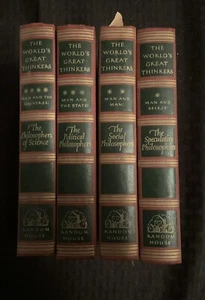 THE
WORLD'S
GREAT
THINKERS
MAN AND THE
UNIVERSE:
The
Philosophers
of Science
RANDOM
HOUSE
THE
WORLD'S
GREAT
THINKERS
MAN AND
THE STATE:
The
Political
Philosophers
RANDOM
HOUSE
THE
WORLD'S
GREAT
THINKERS
MAN AND
MAN:
The
Social
Philosophers
RANDOM
HOUSE
THE
WORLD'S
GREAT
THINKERS
MAN AND
SPIRIT:
The
Speculative
Philosophers
RANDOM
HOUSE